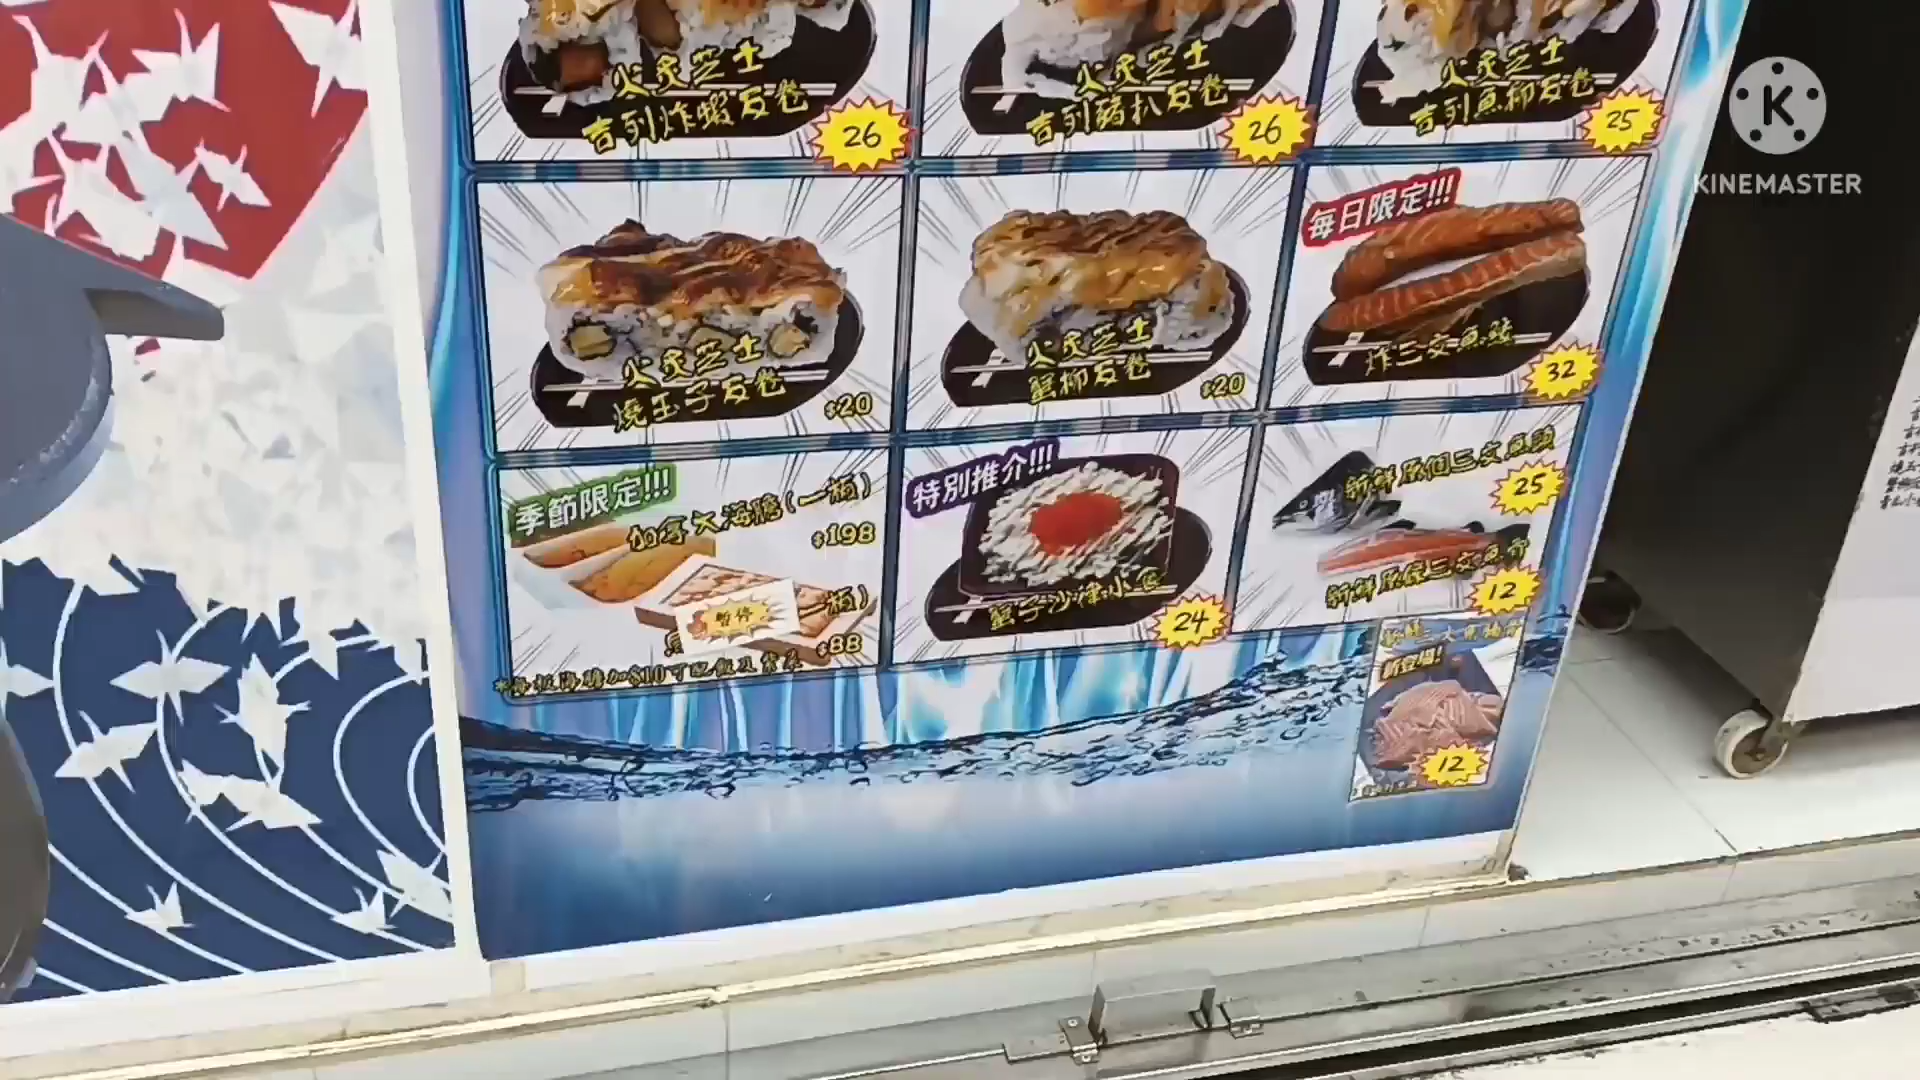 火炙芝士
吉列炸蝦反卷
26
火炙芝士
吉列豬扒反卷
26
火炙芝士
吉列魚柳反卷
25
KINEMASTER
火炙芝士
燒玉子反卷
$20
火炙芝士
蟹柳反卷
$20
每日限定!!!
炸三文魚鮫
32
季節限定!!!
加拿大海膽(一板)
$198
暫停
一板)
$88
特別推介!!!
蟹子沙律小丼
24
新鮮原個三文魚頭
25
新鮮原條三文魚骨
12
新登場!
12